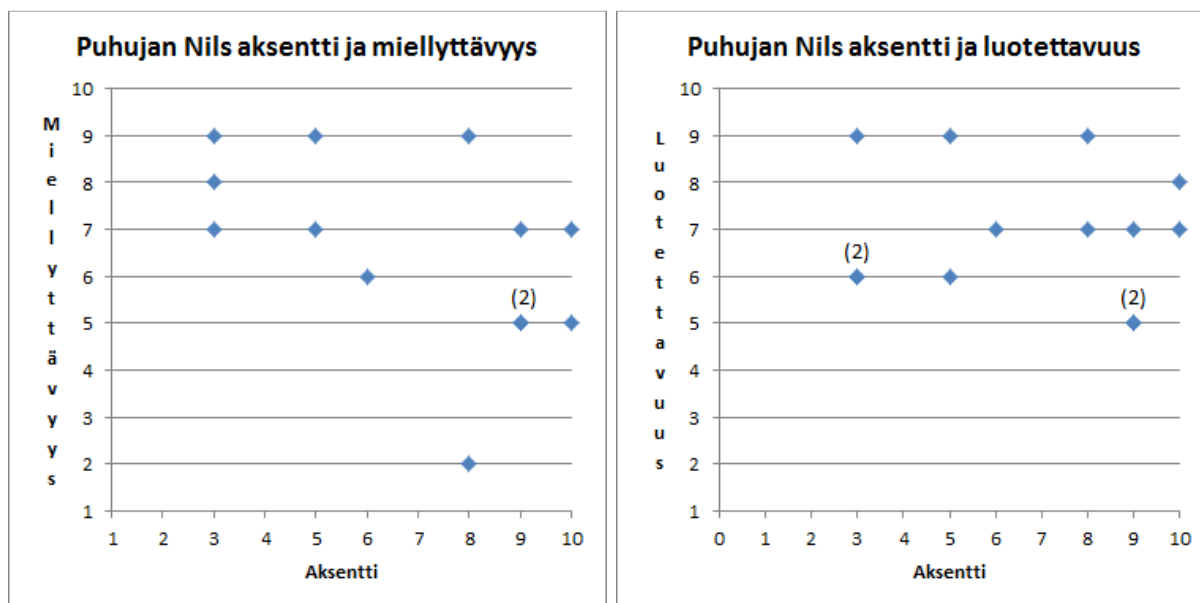 Puhujan Nils aksentti ja miellyttävyys
Miellyttävyys
10
9
8
7
6
5
4
3
2
1
(2)
1 2 3 4 5 6 7 8 9 10
Aksentti
Puhujan Nils aksentti ja luotettavuus
Luotettavuus
10
9
8
7
6
5
4
3
2
1
(2)
(2)
0 1 2 3 4 5 6 7 8 9 10
Aksentti